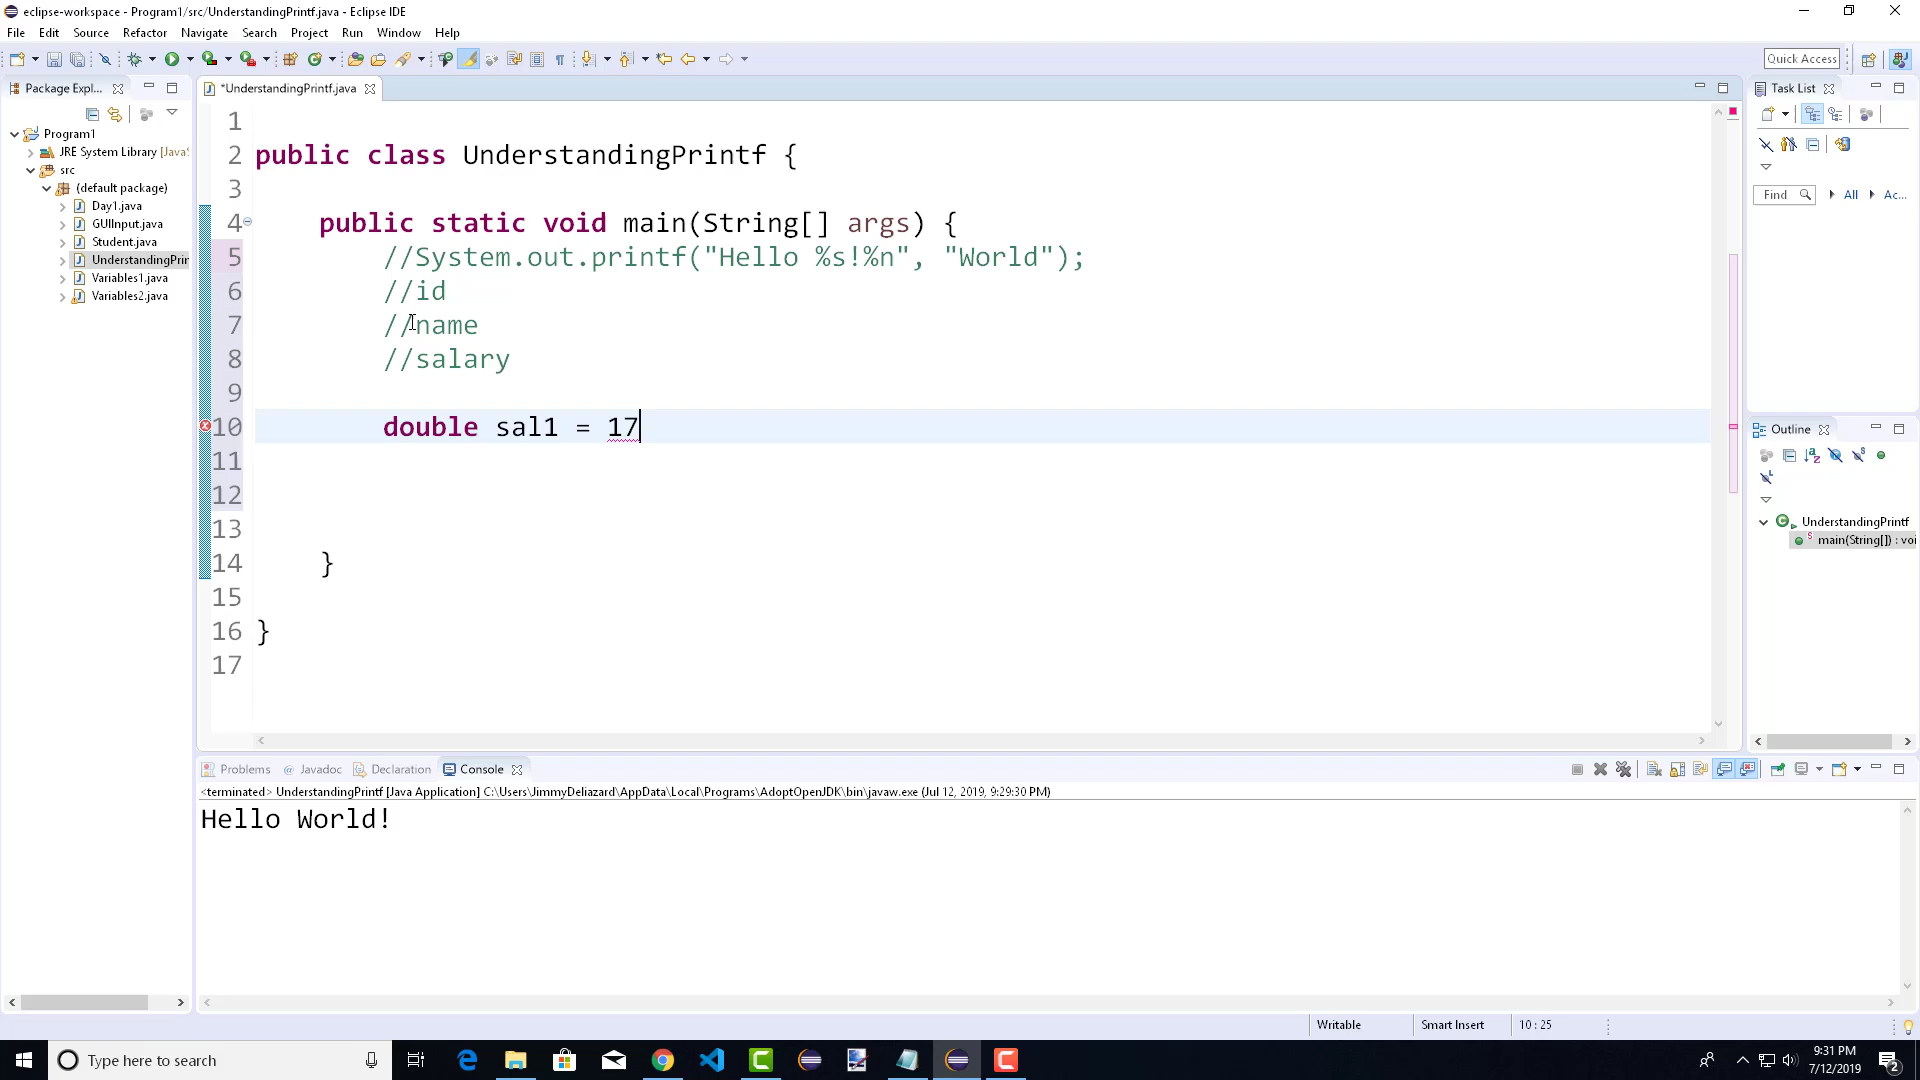 eclipse-workspace - Program1/src/UnderstandingPrintf.java - Eclipse IDE
File Edit Source Refactor Navigate Search Project Run Window Help
Quick Access
Package Expl...
*UnderstandingPrintf.java
Task List
Program1
JRE System Library [JavaS
src
(default package)
Day1.java
GUIInput.java
Student.java
UnderstandingPrin
Variables1.java
Variables2.java
1
2 public class UnderstandingPrintf {
3
4 public static void main(String[] args) {
5 //System.out.printf("Hello %s!%n", "World");
6 //id
7 //name
8 //salary
9
10 double sal1 = 17
11
12
13
14 }
15
16 }
17
Find All Ac...
Outline
UnderstandingPrintf
main(String[]) : voi
Problems Javadoc Declaration Console
<terminated> UnderstandingPrintf [Java Application] C:\Users\JimmyDeliazard\AppData\Local\Programs\AdoptOpenJDK\bin\javaw.exe (Jul 12, 2019, 9:29:30 PM)
Hello World!
Writable Smart Insert 10 : 25
Type here to search
9:31 PM
7/12/2019
2